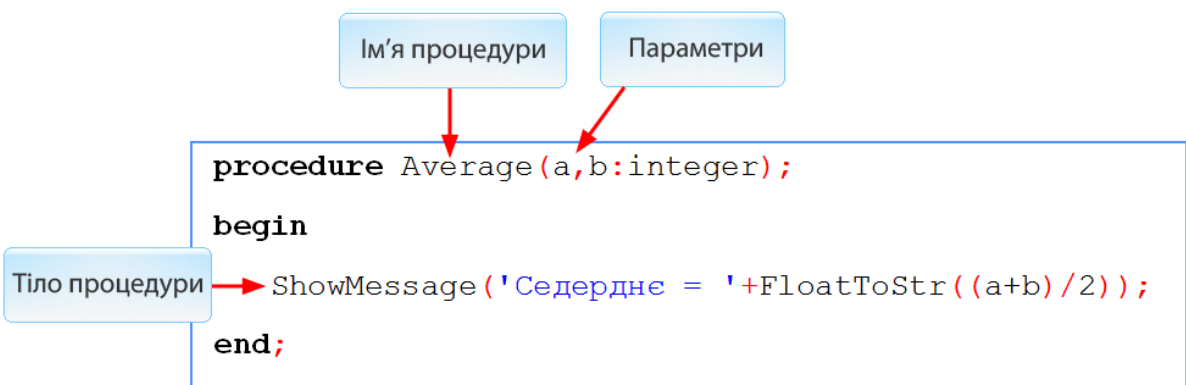 Ім’я процедури
Параметри
procedure Average(a,b:integer);
begin
Тіло процедури
ShowMessage('Седерднє = '+FloatToStr((a+b)/2));
end;